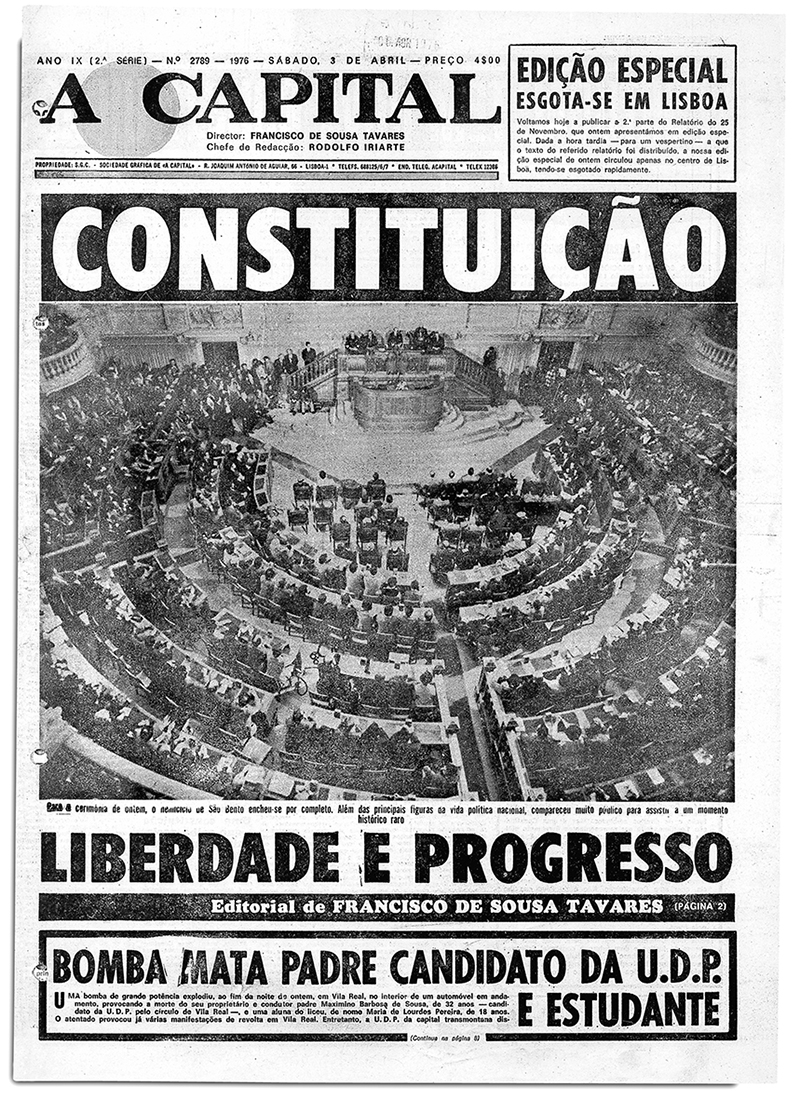 ANO IX (2.ª SÉRIE) — N.º 2789 — 1976 — SÁBADO, 3 DE ABRIL — PREÇO 4$00
A CAPITAL
Director: FRANCISCO DE SOUSA TAVARES
Chefe de Redacção: RODOLFO IRIARTE
PROPRIEDADE: S.G.C. - SOCIEDADE GRÁFICA DE «A CAPITAL» - R. JOAQUIM ANTÓNIO DE AGUIAR, 66 - LISBOA-1 * TELEFS. 688125/6/7 * END. TELEG. ACAPITAL * TELEX 12386
EDIÇÃO ESPECIAL
ESGOTA-SE EM LISBOA
Voltamos hoje a publicar a 2.ª parte do Relatório do 25
de Novembro, que ontem apresentámos em edição espe-
cial. Dada a hora tardia — para um vespertino — a que
o texto do referido relatório foi distribuído, a nossa edi-
ção especial de ontem circulou apenas no centro de Lis-
boa, tendo-se esgotado rapidamente.
CONSTITUIÇÃO
Para a cerimónia de ontem, o hemiciclo de São Bento encheu-se por completo. Além das principais figuras na vida política nacional, compareceu muito público para assistir a um momento
histórico raro
LIBERDADE E PROGRESSO
Editorial de FRANCISCO DE SOUSA TAVARES (PÁGINA 2)
BOMBA MATA PADRE CANDIDATO DA U.D.P.
E ESTUDANTE
UMA bomba de grande potência explodiu, ao fim da noite de ontem, em Vila Real, no interior de um automóvel em anda-
mento, provocando a morte do seu proprietário e condutor padre Maximino Barbosa de Sousa, de 32 anos — candi-
dato da U.D.P. pelo círculo de Vila Real —, e uma aluna do liceu, de nome Maria de Lourdes Pereira, de 18 anos.
O atentado provocou já várias manifestações de revolta em Vila Real. Entretanto, a U.D.P. da capital transmontana dis-
(Continua na página 8)